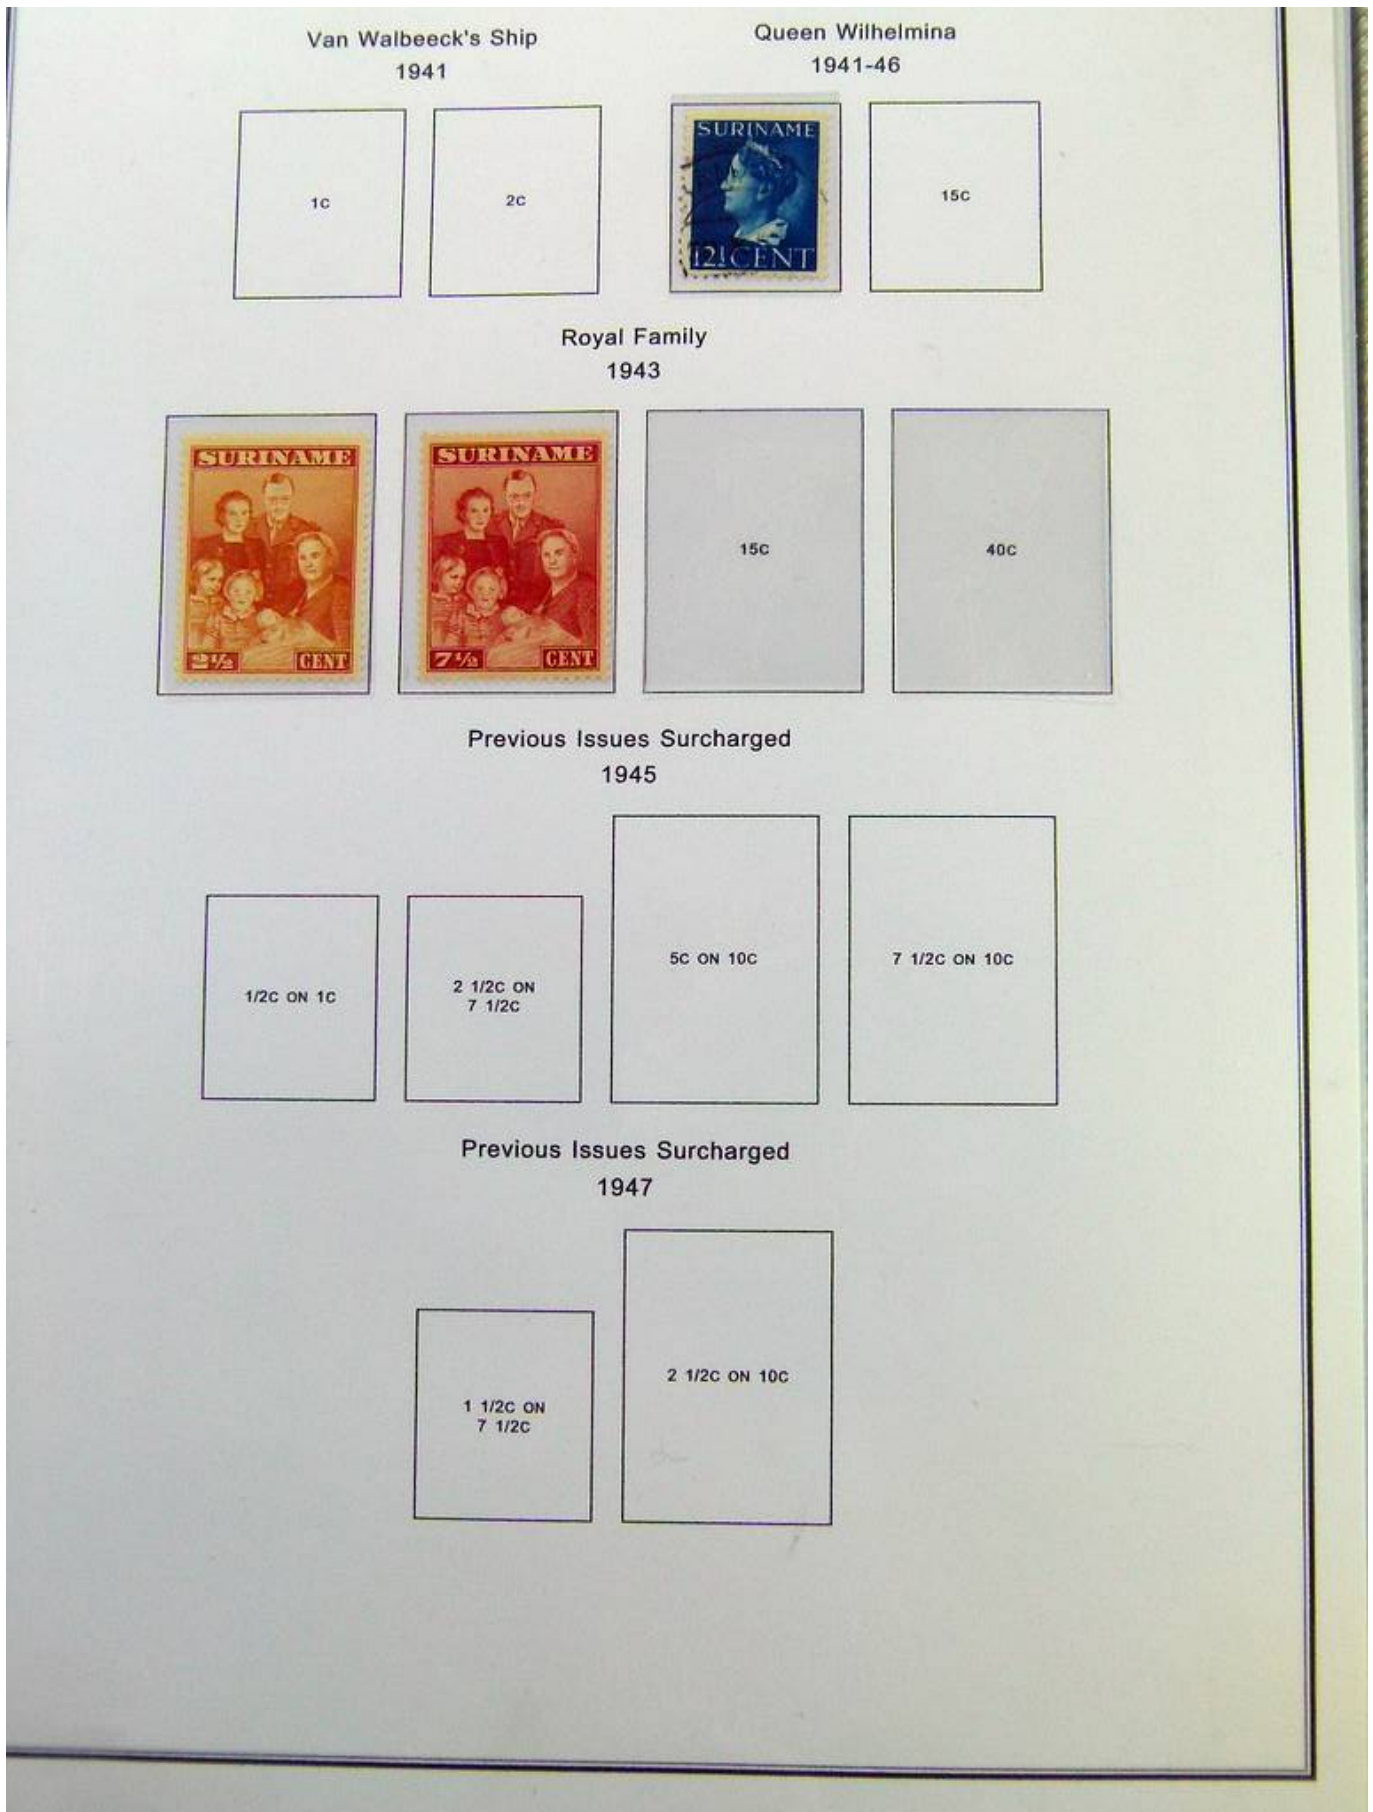 Van Walbeeck's Ship
1941
Queen Wilhelmina
1941-46
1C
2C
SURINAME
12½ CENT
15C
Royal Family
1943
SURINAME
2½ CENT
SURINAME
7½ CENT
15C
40C
Previous Issues Surcharged
1945
1/2C ON 1C
2 1/2C ON
7 1/2C
5C ON 10C
7 1/2C ON 10C
Previous Issues Surcharged
1947
1 1/2C ON
7 1/2C
2 1/2C ON 10C